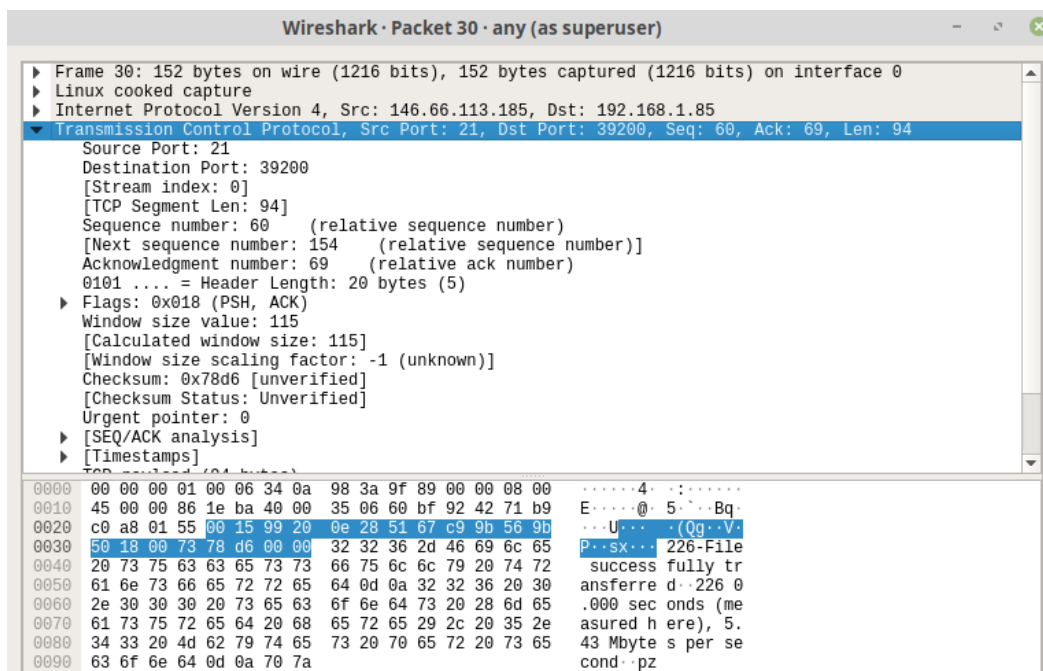 Wireshark · Packet 30 · any (as superuser)
Frame 30: 152 bytes on wire (1216 bits), 152 bytes captured (1216 bits) on interface 0
Linux cooked capture
Internet Protocol Version 4, Src: 146.66.113.185, Dst: 192.168.1.85
Transmission Control Protocol, Src Port: 21, Dst Port: 39200, Seq: 60, Ack: 69, Len: 94
Source Port: 21
Destination Port: 39200
[Stream index: 0]
[TCP Segment Len: 94]
Sequence number: 60    (relative sequence number)
[Next sequence number: 154    (relative sequence number)]
Acknowledgment number: 69    (relative ack number)
0101 .... = Header Length: 20 bytes (5)
Flags: 0x018 (PSH, ACK)
Window size value: 115
[Calculated window size: 115]
[Window size scaling factor: -1 (unknown)]
Checksum: 0x78d6 [unverified]
[Checksum Status: Unverified]
Urgent pointer: 0
[SEQ/ACK analysis]
[Timestamps]
0000  00 00 00 01 00 06 34 0a  98 3a 9f 89 00 00 08 00   ······4· ·:······
0010  45 00 00 86 1e ba 40 00  35 06 60 bf 92 42 71 b9   E·····@· 5·`··Bq·
0020  c0 a8 01 55 00 15 99 20  0e 28 51 67 c9 9b 56 9b   ···U··· ·(Qg··V·
0030  50 18 00 73 78 d6 00 00  32 32 36 2d 46 69 6c 65   P··sx··· 226-File
0040  20 73 75 63 63 65 73 73  66 75 6c 6c 79 20 74 72    success fully tr
0050  61 6e 73 66 65 72 72 65  64 0d 0a 32 32 36 20 30   ansferre d··226 0
0060  2e 30 30 30 20 73 65 63  6f 6e 64 73 20 28 6d 65   .000 sec onds (me
0070  61 73 75 72 65 64 20 68  65 72 65 29 2c 20 35 2e   asured h ere), 5.
0080  34 33 20 4d 62 79 74 65  73 20 70 65 72 20 73 65   43 Mbyte s per se
0090  63 6f 6e 64 0d 0a 70 7a                            cond··pz